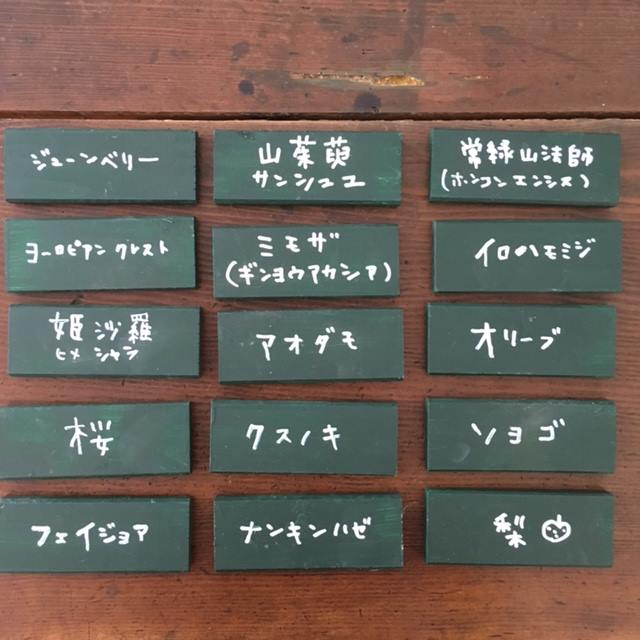 ジューンベリー
山茱萸
サンシュユ
常緑山法師
(ホンコンエンシス)
ヨーロピアンクレスト
ミモザ
(ギンヨウアカシア)
イロハモミジ
姫沙羅
ヒメシャラ
アオダモ
オリーブ
桜
クスノキ
ソヨゴ
フェイジョア
ナンキンハゼ
梨